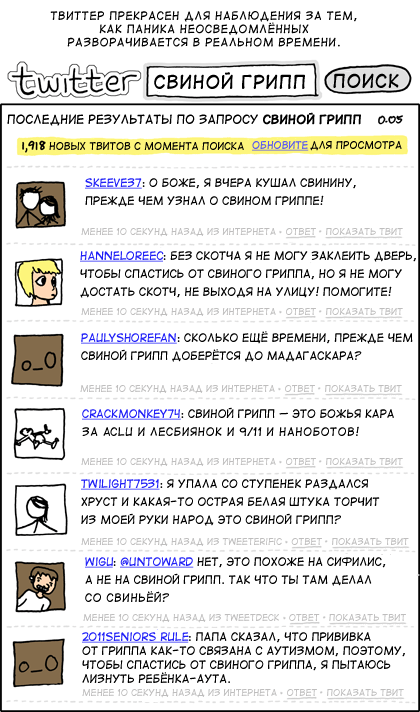 ТВИТТЕР ПРЕКРАСЕН ДЛЯ НАБЛЮДЕНИЯ ЗА ТЕМ,
КАК ПАНИКА НЕОСВЕДОМЛЁННЫХ
РАЗВОРАЧИВАЕТСЯ В РЕАЛЬНОМ ВРЕМЕНИ.
twitter СВИНОЙ ГРИПП ПОИСК
ПОСЛЕДНИЕ РЕЗУЛЬТАТЫ ПО ЗАПРОСУ СВИНОЙ ГРИПП 0.05
1,918 НОВЫХ ТВИТОВ С МОМЕНТА ПОИСКА ОБНОВИТЕ ДЛЯ ПРОСМОТРА
SKEEVE37: О БОЖЕ, Я ВЧЕРА КУШАЛ СВИНИНУ,
ПРЕЖДЕ ЧЕМ УЗНАЛ О СВИНОМ ГРИППЕ!
МЕНЕЕ 10 СЕКУНД НАЗАД ИЗ ИНТЕРНЕТА · ОТВЕТ · ПОКАЗАТЬ ТВИТ
HANNELOREEC: БЕЗ СКОТЧА Я НЕ МОГУ ЗАКЛЕИТЬ ДВЕРЬ,
ЧТОБЫ СПАСТИСЬ ОТ СВИНОГО ГРИППА, НО Я НЕ МОГУ
ДОСТАТЬ СКОТЧ, НЕ ВЫХОДЯ НА УЛИЦУ! ПОМОГИТЕ!
МЕНЕЕ 10 СЕКУНД НАЗАД ИЗ ИНТЕРНЕТА · ОТВЕТ · ПОКАЗАТЬ ТВИТ
PAULYSHOREFAN: СКОЛЬКО ЕЩЁ ВРЕМЕНИ, ПРЕЖДЕ ЧЕМ
СВИНОЙ ГРИПП ДОБЕРЁТСЯ ДО МАДАГАСКАРА?
МЕНЕЕ 10 СЕКУНД НАЗАД ИЗ ИНТЕРНЕТА · ОТВЕТ · ПОКАЗАТЬ ТВИТ
CRACKMONKEY74: СВИНОЙ ГРИПП — ЭТО БОЖЬЯ КАРА
ЗА ACLU И ЛЕСБИЯНОК И 9/11 И НАНОБОТОВ!
МЕНЕЕ 10 СЕКУНД НАЗАД ИЗ ИНТЕРНЕТА · ОТВЕТ · ПОКАЗАТЬ ТВИТ
TWILIGHT7531: Я УПАЛА СО СТУПЕНЕК РАЗДАЛСЯ
ХРУСТ И КАКАЯ-ТО ОСТРАЯ БЕЛАЯ ШТУКА ТОРЧИТ
ИЗ МОЕЙ РУКИ НАРОД ЭТО СВИНОЙ ГРИПП?
МЕНЕЕ 10 СЕКУНД НАЗАД ИЗ TWEETERIFIC · ОТВЕТ · ПОКАЗАТЬ ТВИТ
WIGU: @UNTOWARD НЕТ, ЭТО ПОХОЖЕ НА СИФИЛИС,
А НЕ НА СВИНОЙ ГРИПП. ТАК ЧТО ТЫ ТАМ ДЕЛАЛ
СО СВИНЬЁЙ?
МЕНЕЕ 10 СЕКУНД НАЗАД ИЗ TWEETDECK · ОТВЕТ · ПОКАЗАТЬ ТВИТ
2011SENIORS RULE: ПАПА СКАЗАЛ, ЧТО ПРИВИВКА
ОТ ГРИППА КАК-ТО СВЯЗАНА С АУТИЗМОМ, ПОЭТОМУ,
ЧТОБЫ СПАСТИСЬ ОТ СВИНОГО ГРИППА, Я ПЫТАЮСЬ
ЛИЗНУТЬ РЕБЁНКА-АУТА.
МЕНЕЕ 10 СЕКУНД НАЗАД ИЗ ИНТЕРНЕТА · ОТВЕТ · ПОКАЗАТЬ ТВИТ